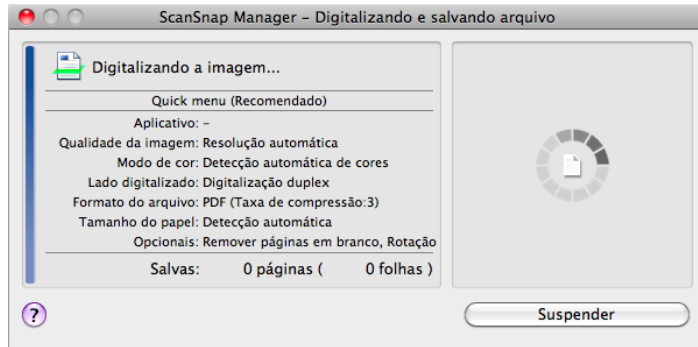 ScanSnap Manager – Digitalizando e salvando arquivo
Digitalizando a imagem...
Quick menu (Recomendado)
Aplicativo: –
Qualidade da imagem: Resolução automática
Modo de cor: Detecção automática de cores
Lado digitalizado: Digitalização duplex
Formato do arquivo: PDF (Taxa de compressão:3)
Tamanho do papel: Detecção automática
Opcionais: Remover páginas em branco, Rotação
Salvas: 0 páginas ( 0 folhas )
?
Suspender